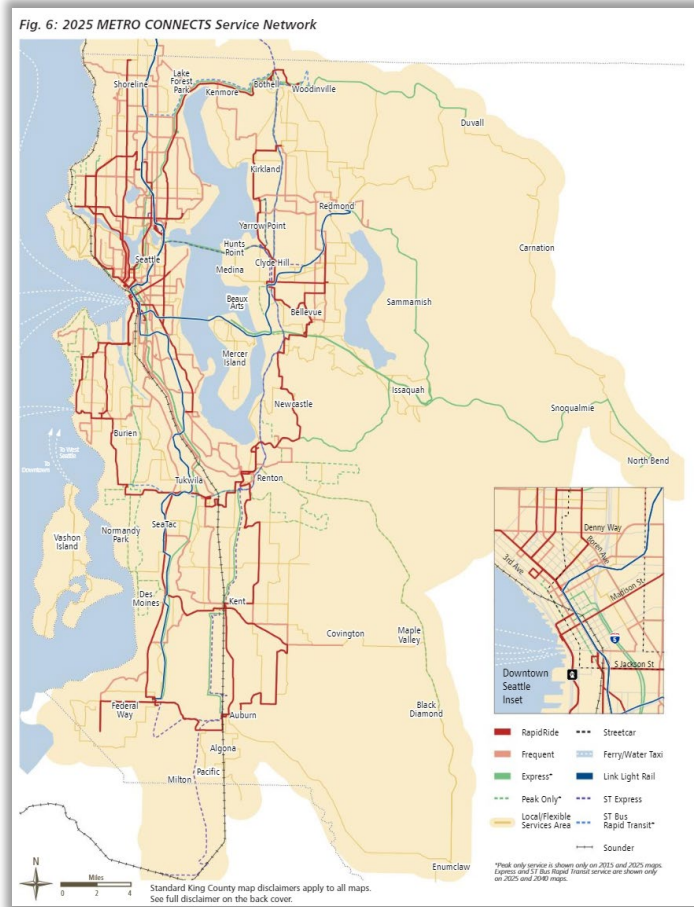 Fig. 6: 2025 METRO CONNECTS Service Network
Shoreline
Lake
Forest
Park
Kenmore
Bothell
Woodinville
Duvall
Kirkland
Redmond
Yarrow Point
Hunts
Point
Clyde Hill
Medina
Seattle
Carnation
Beaux
Arts
Bellevue
Sammamish
Mercer
Island
Issaquah
Newcastle
Snoqualmie
North Bend
Burien
To West
Seattle
To
Downtown
Tukwila
Renton
Vashon
Island
Normandy
Park
SeaTac
Des
Moines
Kent
Covington
Maple
Valley
Black
Diamond
Federal
Way
Auburn
Algona
Pacific
Milton
Enumclaw
Denny Way
Boren Ave
3rd Ave
Madison St
5
S Jackson St
Downtown
Seattle
Inset
RapidRide
Frequent
Express*
Peak Only*
Local/Flexible
Services Area
Streetcar
Ferry/Water Taxi
Link Light Rail
ST Express
ST Bus
Rapid Transit*
Sounder
*Peak only service is shown only on 2015 and 2025 maps.
Express and ST Bus Rapid Transit service are shown only
on 2025 and 2040 maps.
N
Miles
0 2 4
Standard King County map disclaimers apply to all maps.
See full disclaimer on the back cover.